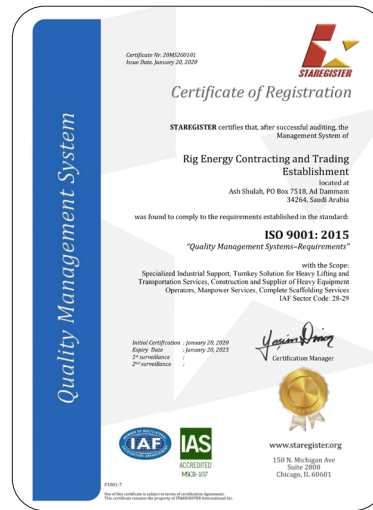 Certificate Nr. 20MS200101
Issue Date. January 20, 2020
STAREGISTER
Certificate of Registration
Quality Management System
STAREGISTER certifies that, after successful auditing, the
Management System of
Rig Energy Contracting and Trading
Establishment
located at
Ash Shulah, PO Box 7518, Ad Dammam
34264, Saudi Arabia
was found to comply to the requirements established in the standard:
ISO 9001: 2015
“Quality Management Systems–Requirements”
with the Scope:
Specialized Industrial Support, Turnkey Solution for Heavy Lifting and
Transportation Services, Construction and Supplier of Heavy Equipment
Operators, Manpower Services, Complete Scaffolding Services
IAF Sector Code: 28-29
Initial Certification : January 20, 2020
Expiry Date : January 20, 2023
1st surveillance :
2nd surveillance :
Certification Manager
IAF
IAS
ACCREDITED
MSCB-107
www.staregister.org
150 N. Michigan Ave
Suite 2800
Chicago, IL 60601
F1001-7
Use of this certificate is subject to terms of certification Agreement.
This certificate remains the property of STAREGISTER International Inc.